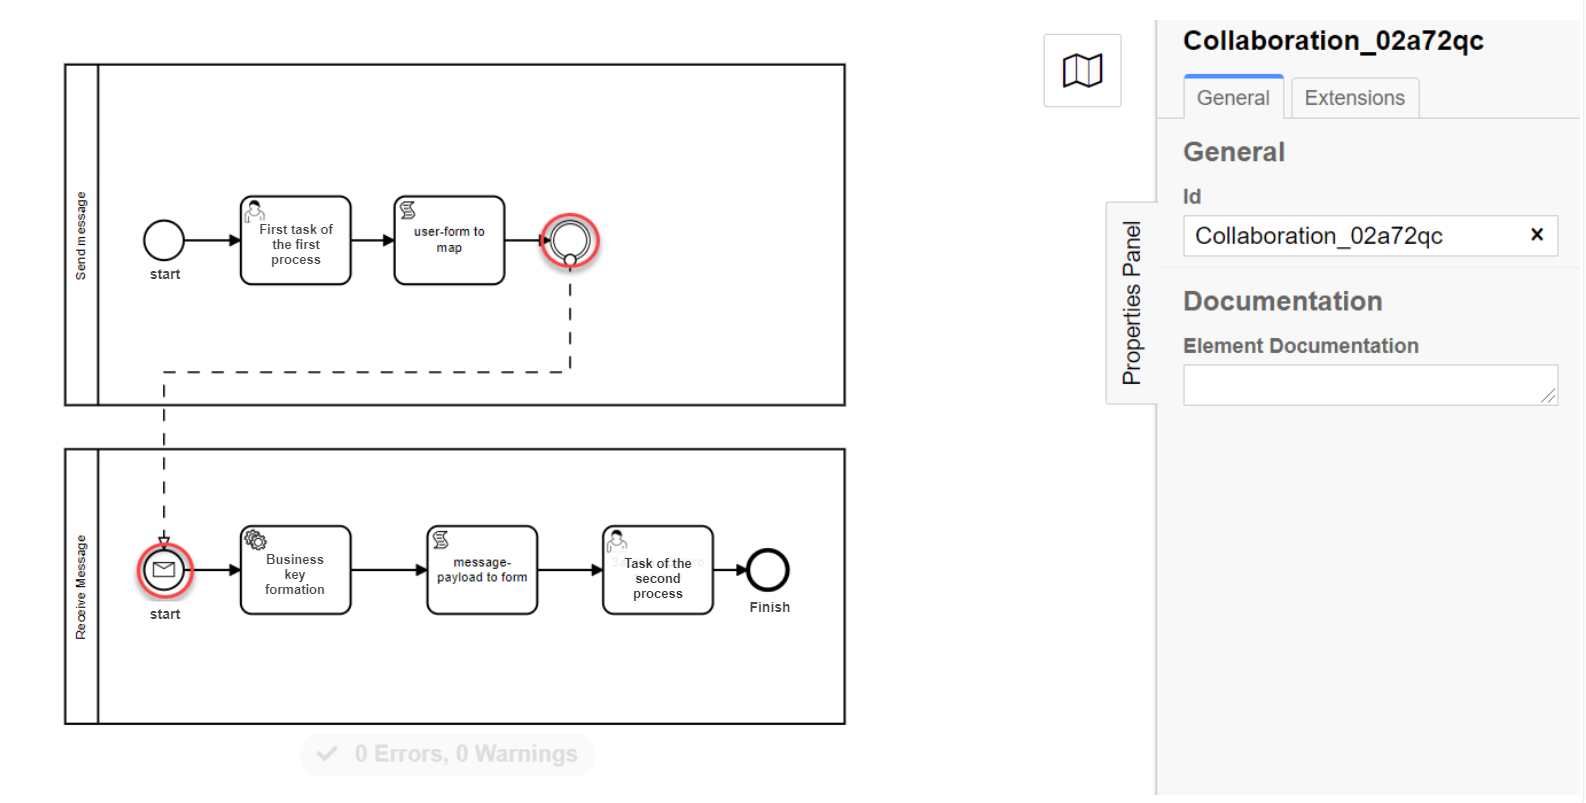 Collaboration_02a72qc
General
Extensions
General
Id
Collaboration_02a72qc
×
Properties Panel
Documentation
Element Documentation
Send message
start
First task of
the first
process
user-form to
map
Receive Message
start
Business
key
formation
message-
payload to form
Task of the
second
process
Finish
0 Errors, 0 Warnings